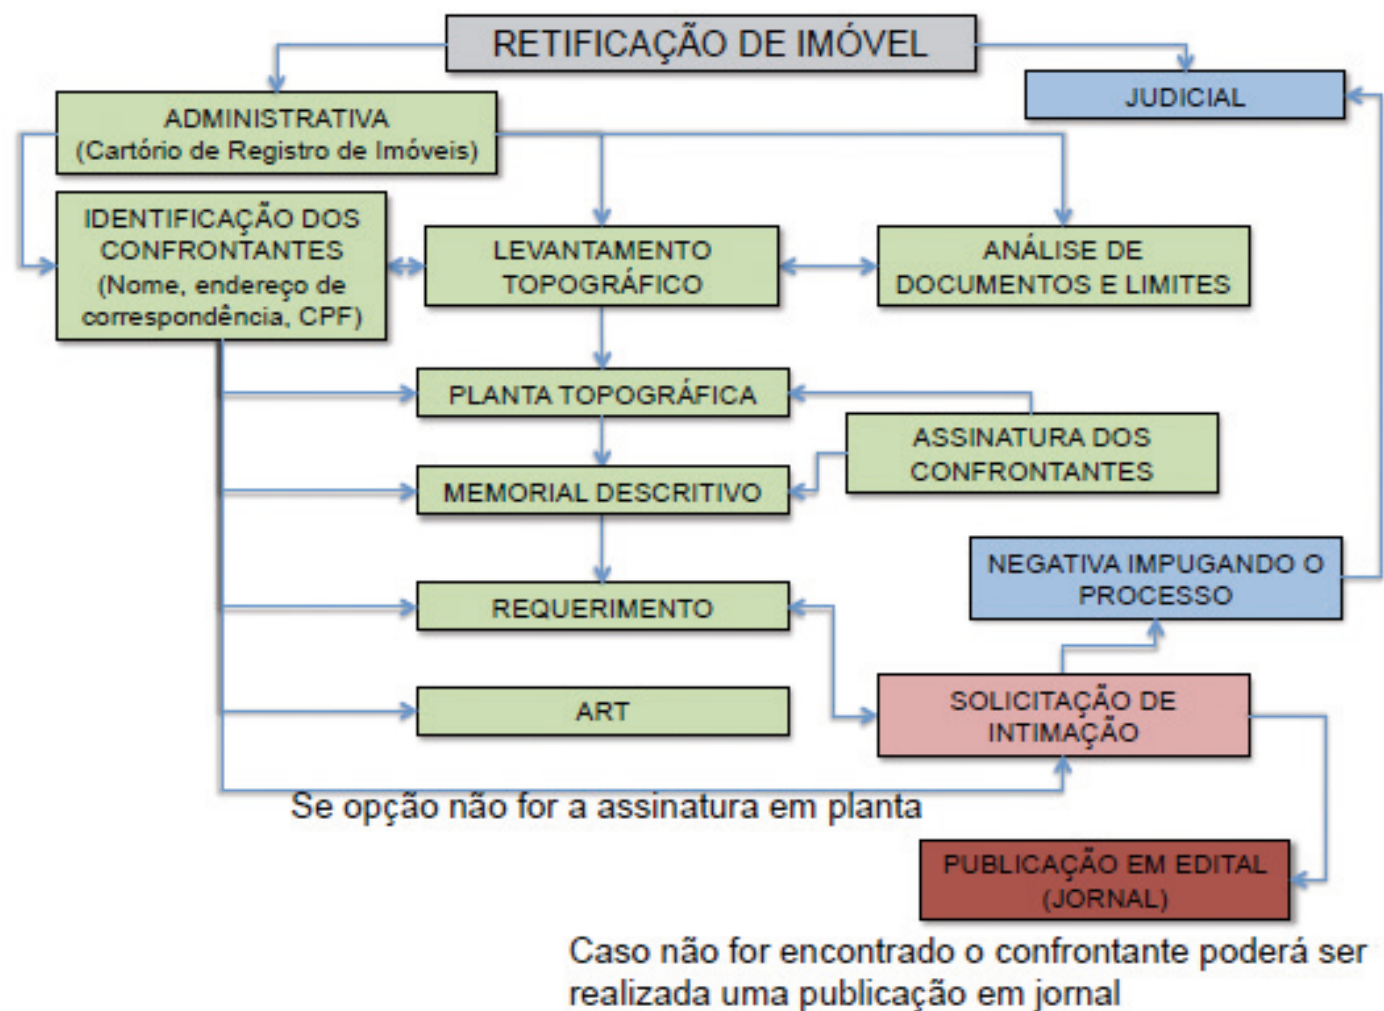 RETIFICAÇÃO DE IMÓVEL
JUDICIAL
ADMINISTRATIVA
(Cartório de Registro de Imóveis)
IDENTIFICAÇÃO DOS
CONFRONTANTES
(Nome, endereço de
correspondência, CPF)
LEVANTAMENTO
TOPOGRÁFICO
ANÁLISE DE
DOCUMENTOS E LIMITES
PLANTA TOPOGRÁFICA
ASSINATURA DOS
CONFRONTANTES
MEMORIAL DESCRITIVO
NEGATIVA IMPUGANDO O
PROCESSO
REQUERIMENTO
SOLICITAÇÃO DE
INTIMAÇÃO
ART
Se opção não for a assinatura em planta
PUBLICAÇÃO EM EDITAL
(JORNAL)
Caso não for encontrado o confrontante poderá ser
realizada uma publicação em jornal